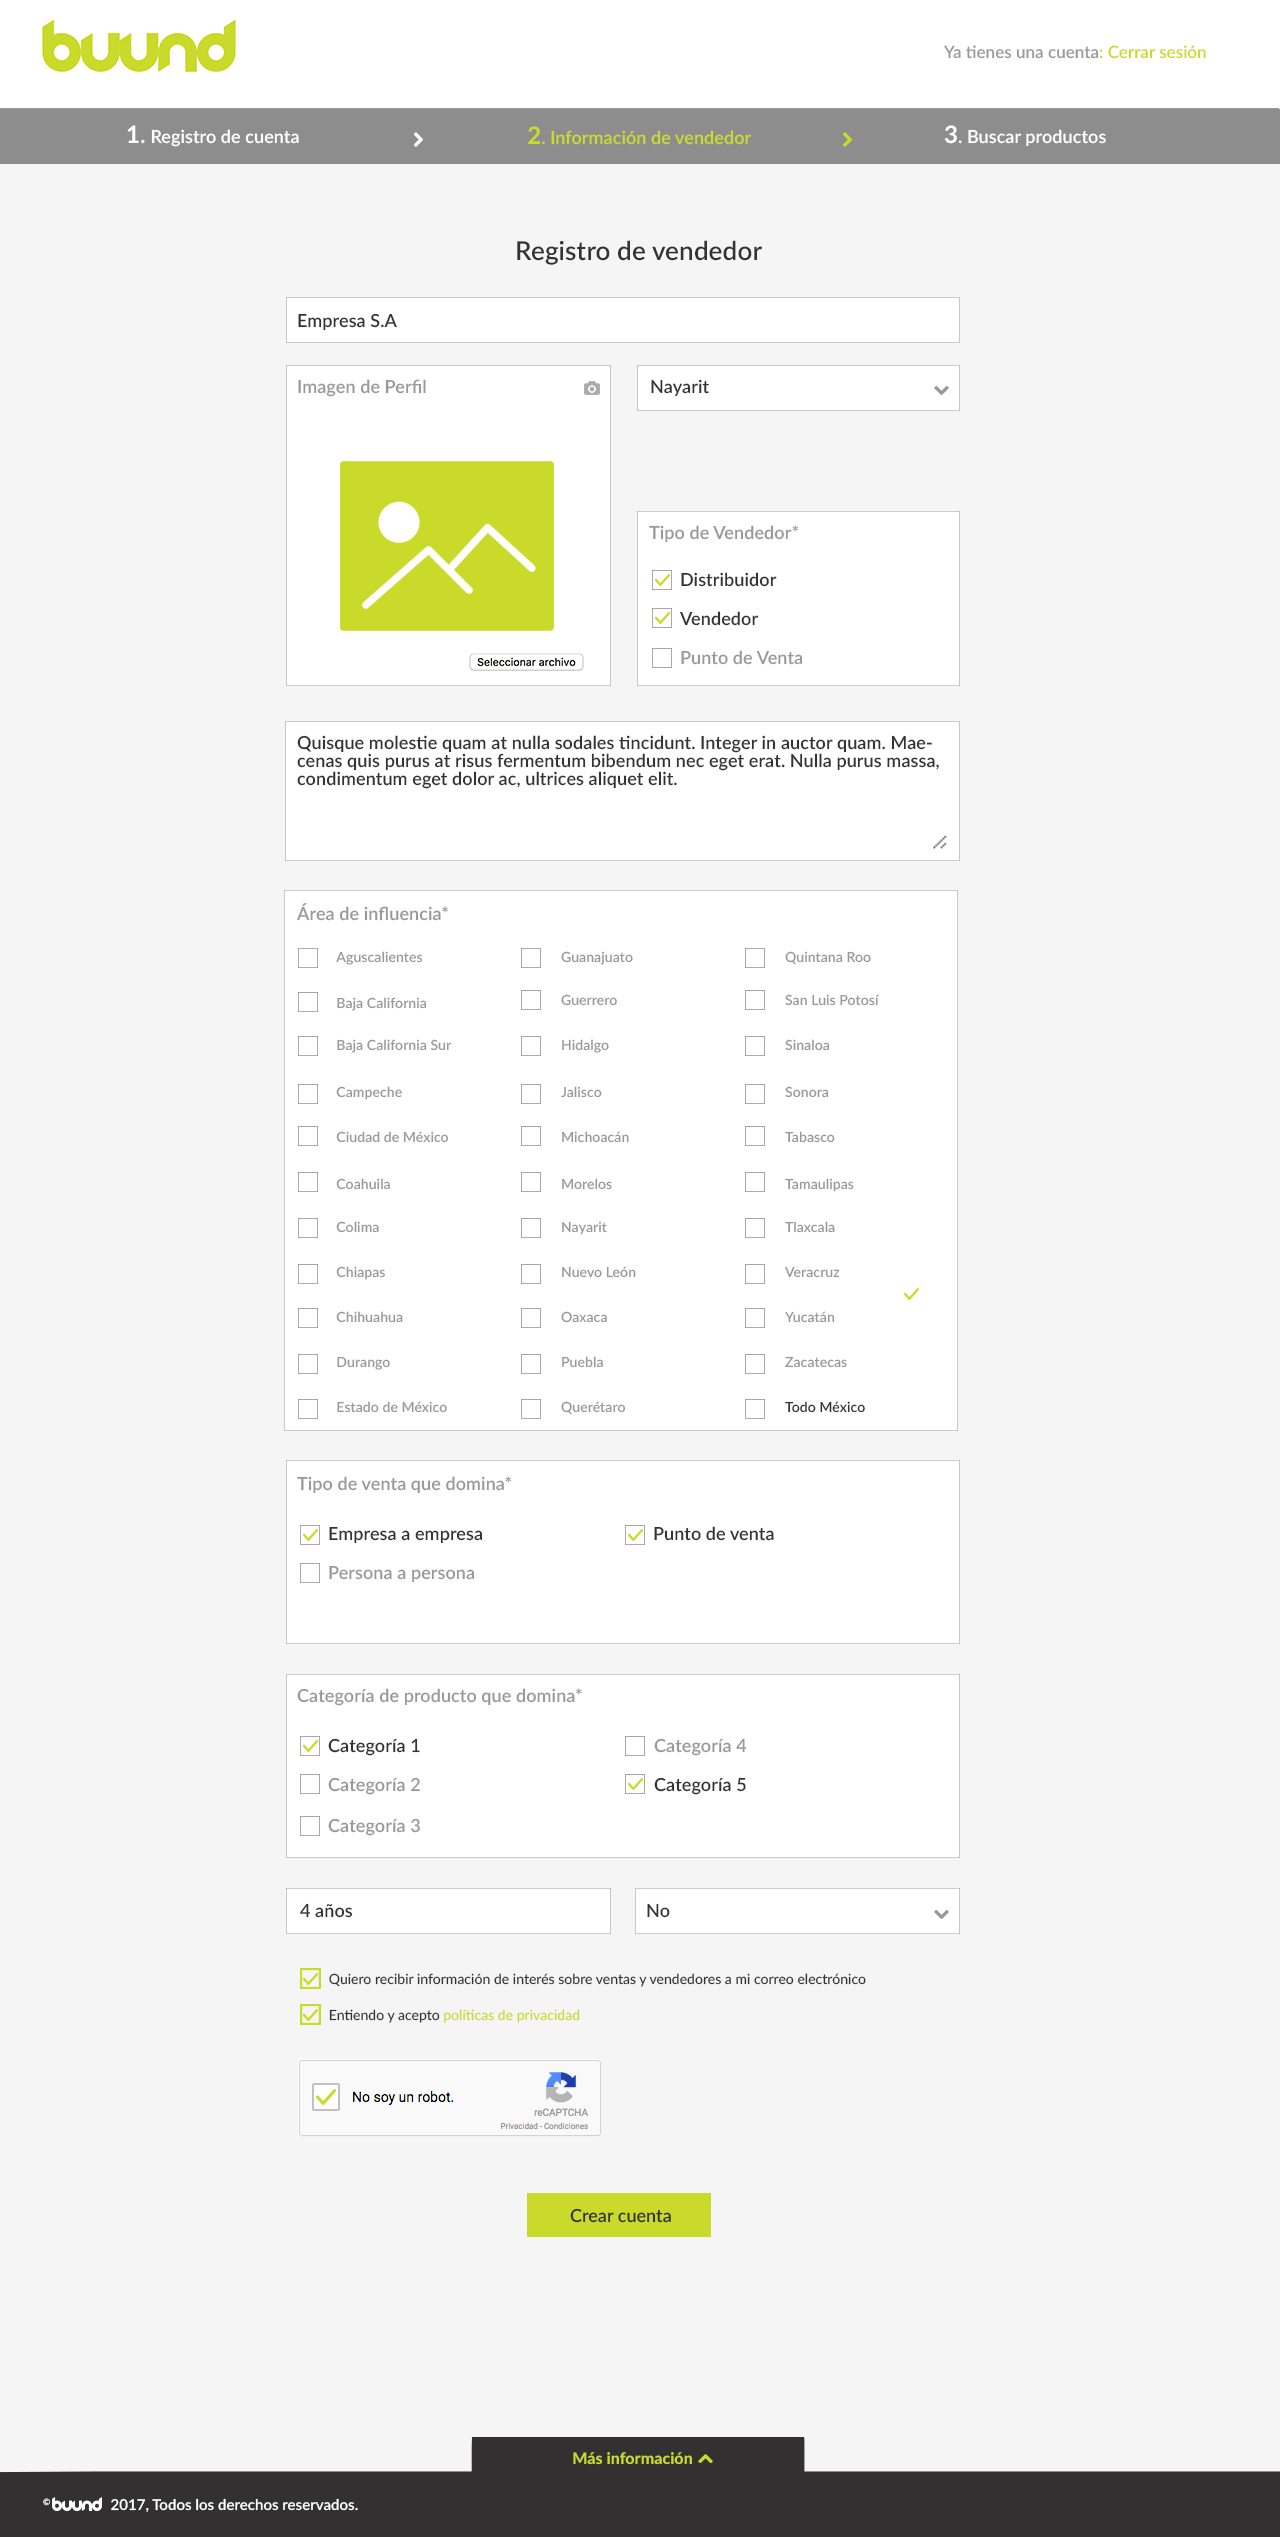 buund
Ya tienes una cuenta: Cerrar sesión
1. Registro de cuenta
2. Información de vendedor
3. Buscar productos
Registro de vendedor
Empresa S.A
Imagen de Perfil
Nayarit
Seleccionar archivo
Tipo de Vendedor*
Distribuidor
Vendedor
Punto de Venta
Quisque molestie quam at nulla sodales tincidunt. Integer in auctor quam. Mae-
cenas quis purus at risus fermentum bibendum nec eget erat. Nulla purus massa,
condimentum eget dolor ac, ultrices aliquet elit.
Área de influencia*
Aguscalientes Guanajuato Quintana Roo
Baja California Guerrero San Luis Potosí
Baja California Sur Hidalgo Sinaloa
Campeche Jalisco Sonora
Ciudad de México Michoacán Tabasco
Coahuila Morelos Tamaulipas
Colima Nayarit Tlaxcala
Chiapas Nuevo León Veracruz
Chihuahua Oaxaca Yucatán
Durango Puebla Zacatecas
Estado de México Querétaro Todo México
Tipo de venta que domina*
Empresa a empresa Punto de venta
Persona a persona
Categoría de producto que domina*
Categoría 1 Categoría 4
Categoría 2 Categoría 5
Categoría 3
4 años
No
Quiero recibir información de interés sobre ventas y vendedores a mi correo electrónico
Entiendo y acepto políticas de privacidad
No soy un robot.
reCAPTCHA
Privacidad - Condiciones
Crear cuenta
Más información
©buund 2017, Todos los derechos reservados.